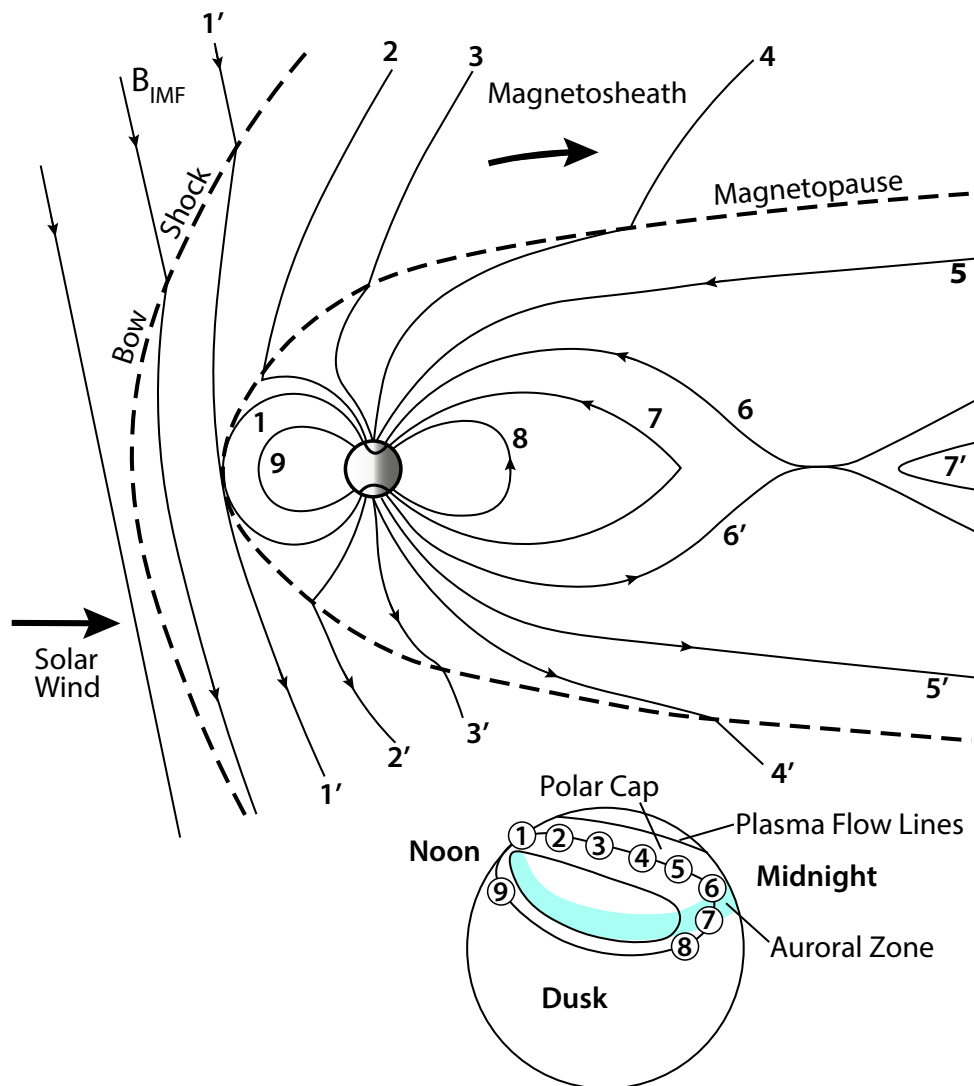 1’
2
3
4
B_IMF
Magnetosheath
Shock
Magnetopause
5
Bow
1
6
7
8
9
7’
6’
Solar
Wind
5’
3’
2’
4’
1’
Polar Cap
Plasma Flow Lines
Noon
1
2
3
4
5
6
Midnight
9
7
8
Auroral Zone
Dusk